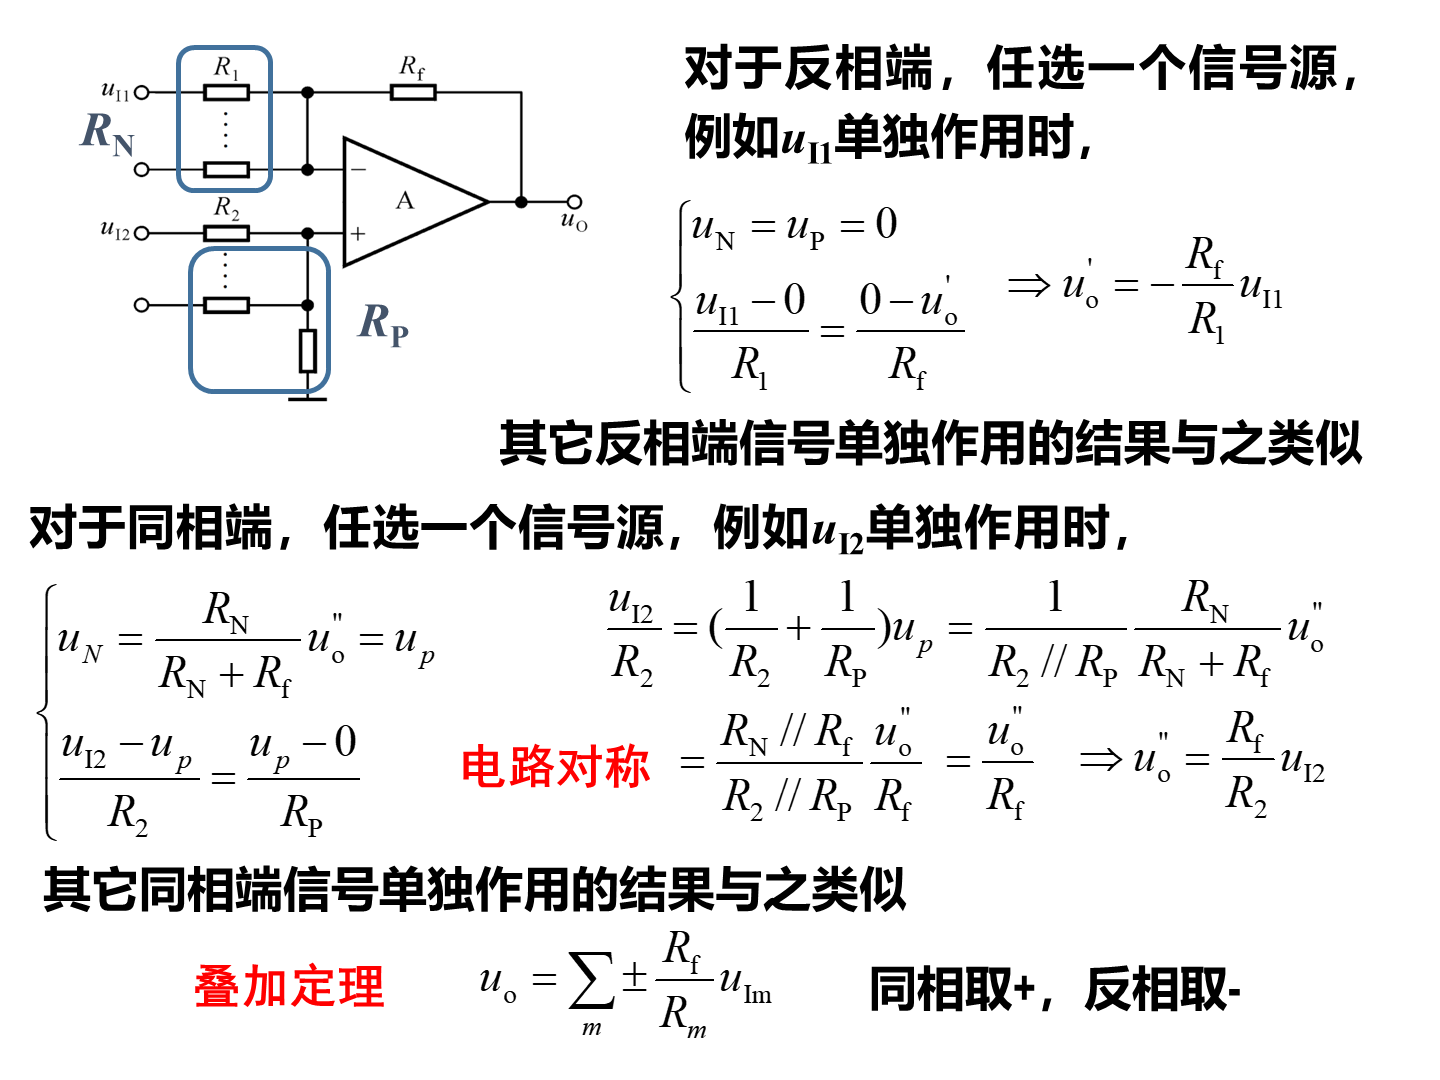 对于反相端，任选一个信号源，
例如uI1单独作用时，
uI1
R1
Rf
RN
A
−
+
uI2
R2
uO
RP
uN = uP = 0
(uI1 − 0)/R1 = (0 − uo')/Rf
⇒ uo' = −(Rf/R1)uI1
其它反相端信号单独作用的结果与之类似
对于同相端，任选一个信号源，例如uI2单独作用时，
uN = RN/(RN + Rf) uo'' = up
(uI2 − up)/R2 = (up − 0)/RP
uI2/R2 = (1/R2 + 1/RP)up = 1/(R2 // RP) RN/(RN + Rf) uo''
电路对称
= (RN // Rf)/(R2 // RP) uo''/Rf = uo''/Rf ⇒ uo'' = (Rf/R2)uI2
其它同相端信号单独作用的结果与之类似
叠加定理
uo = ∑m ± (Rf/Rm) uIm
同相取+，反相取-